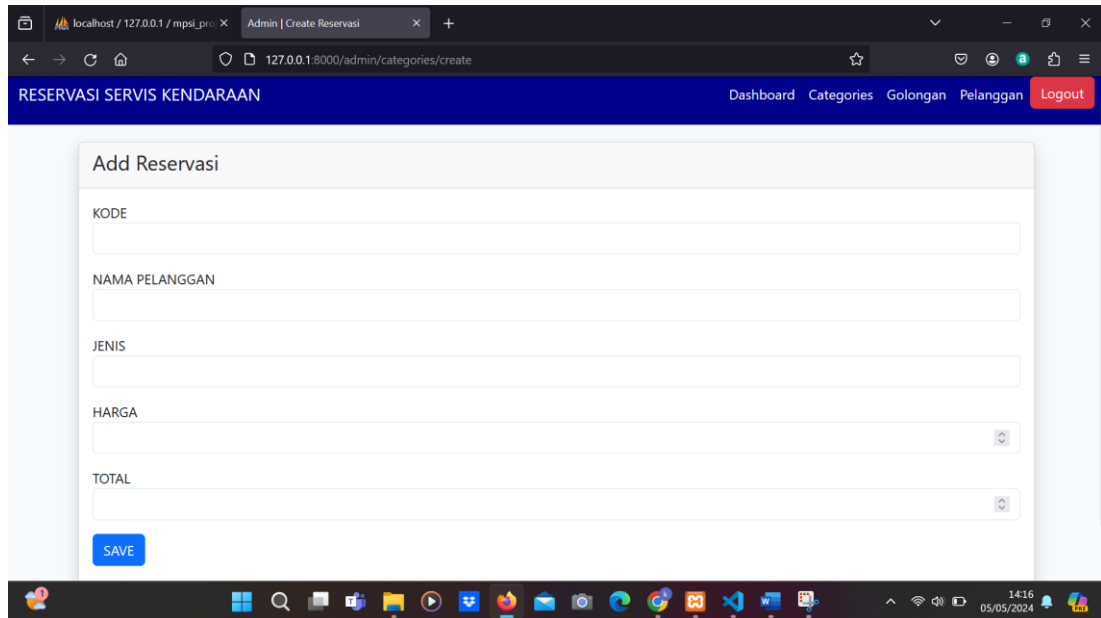 localhost / 127.0.0.1 / mpsi_pro
Admin | Create Reservasi
127.0.0.1:8000/admin/categories/create
RESERVASI SERVIS KENDARAAN
Dashboard Categories Golongan Pelanggan Logout
Add Reservasi
KODE
NAMA PELANGGAN
JENIS
HARGA
TOTAL
SAVE
14:16
05/05/2024